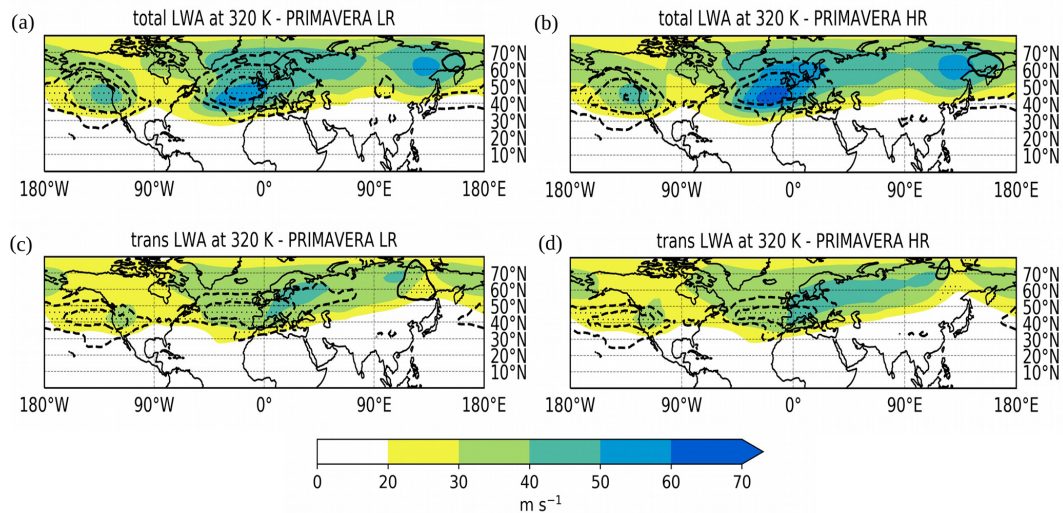 (a) total LWA at 320 K - PRIMAVERA LR
70°N
60°N
50°N
40°N
30°N
20°N
10°N
180°W 90°W 0° 90°E 180°E
(b) total LWA at 320 K - PRIMAVERA HR
70°N
60°N
50°N
40°N
30°N
20°N
10°N
180°W 90°W 0° 90°E 180°E
(c) trans LWA at 320 K - PRIMAVERA LR
70°N
60°N
50°N
40°N
30°N
20°N
10°N
180°W 90°W 0° 90°E 180°E
(d) trans LWA at 320 K - PRIMAVERA HR
70°N
60°N
50°N
40°N
30°N
20°N
10°N
180°W 90°W 0° 90°E 180°E
0 20 30 40 50 60 70
m s⁻¹